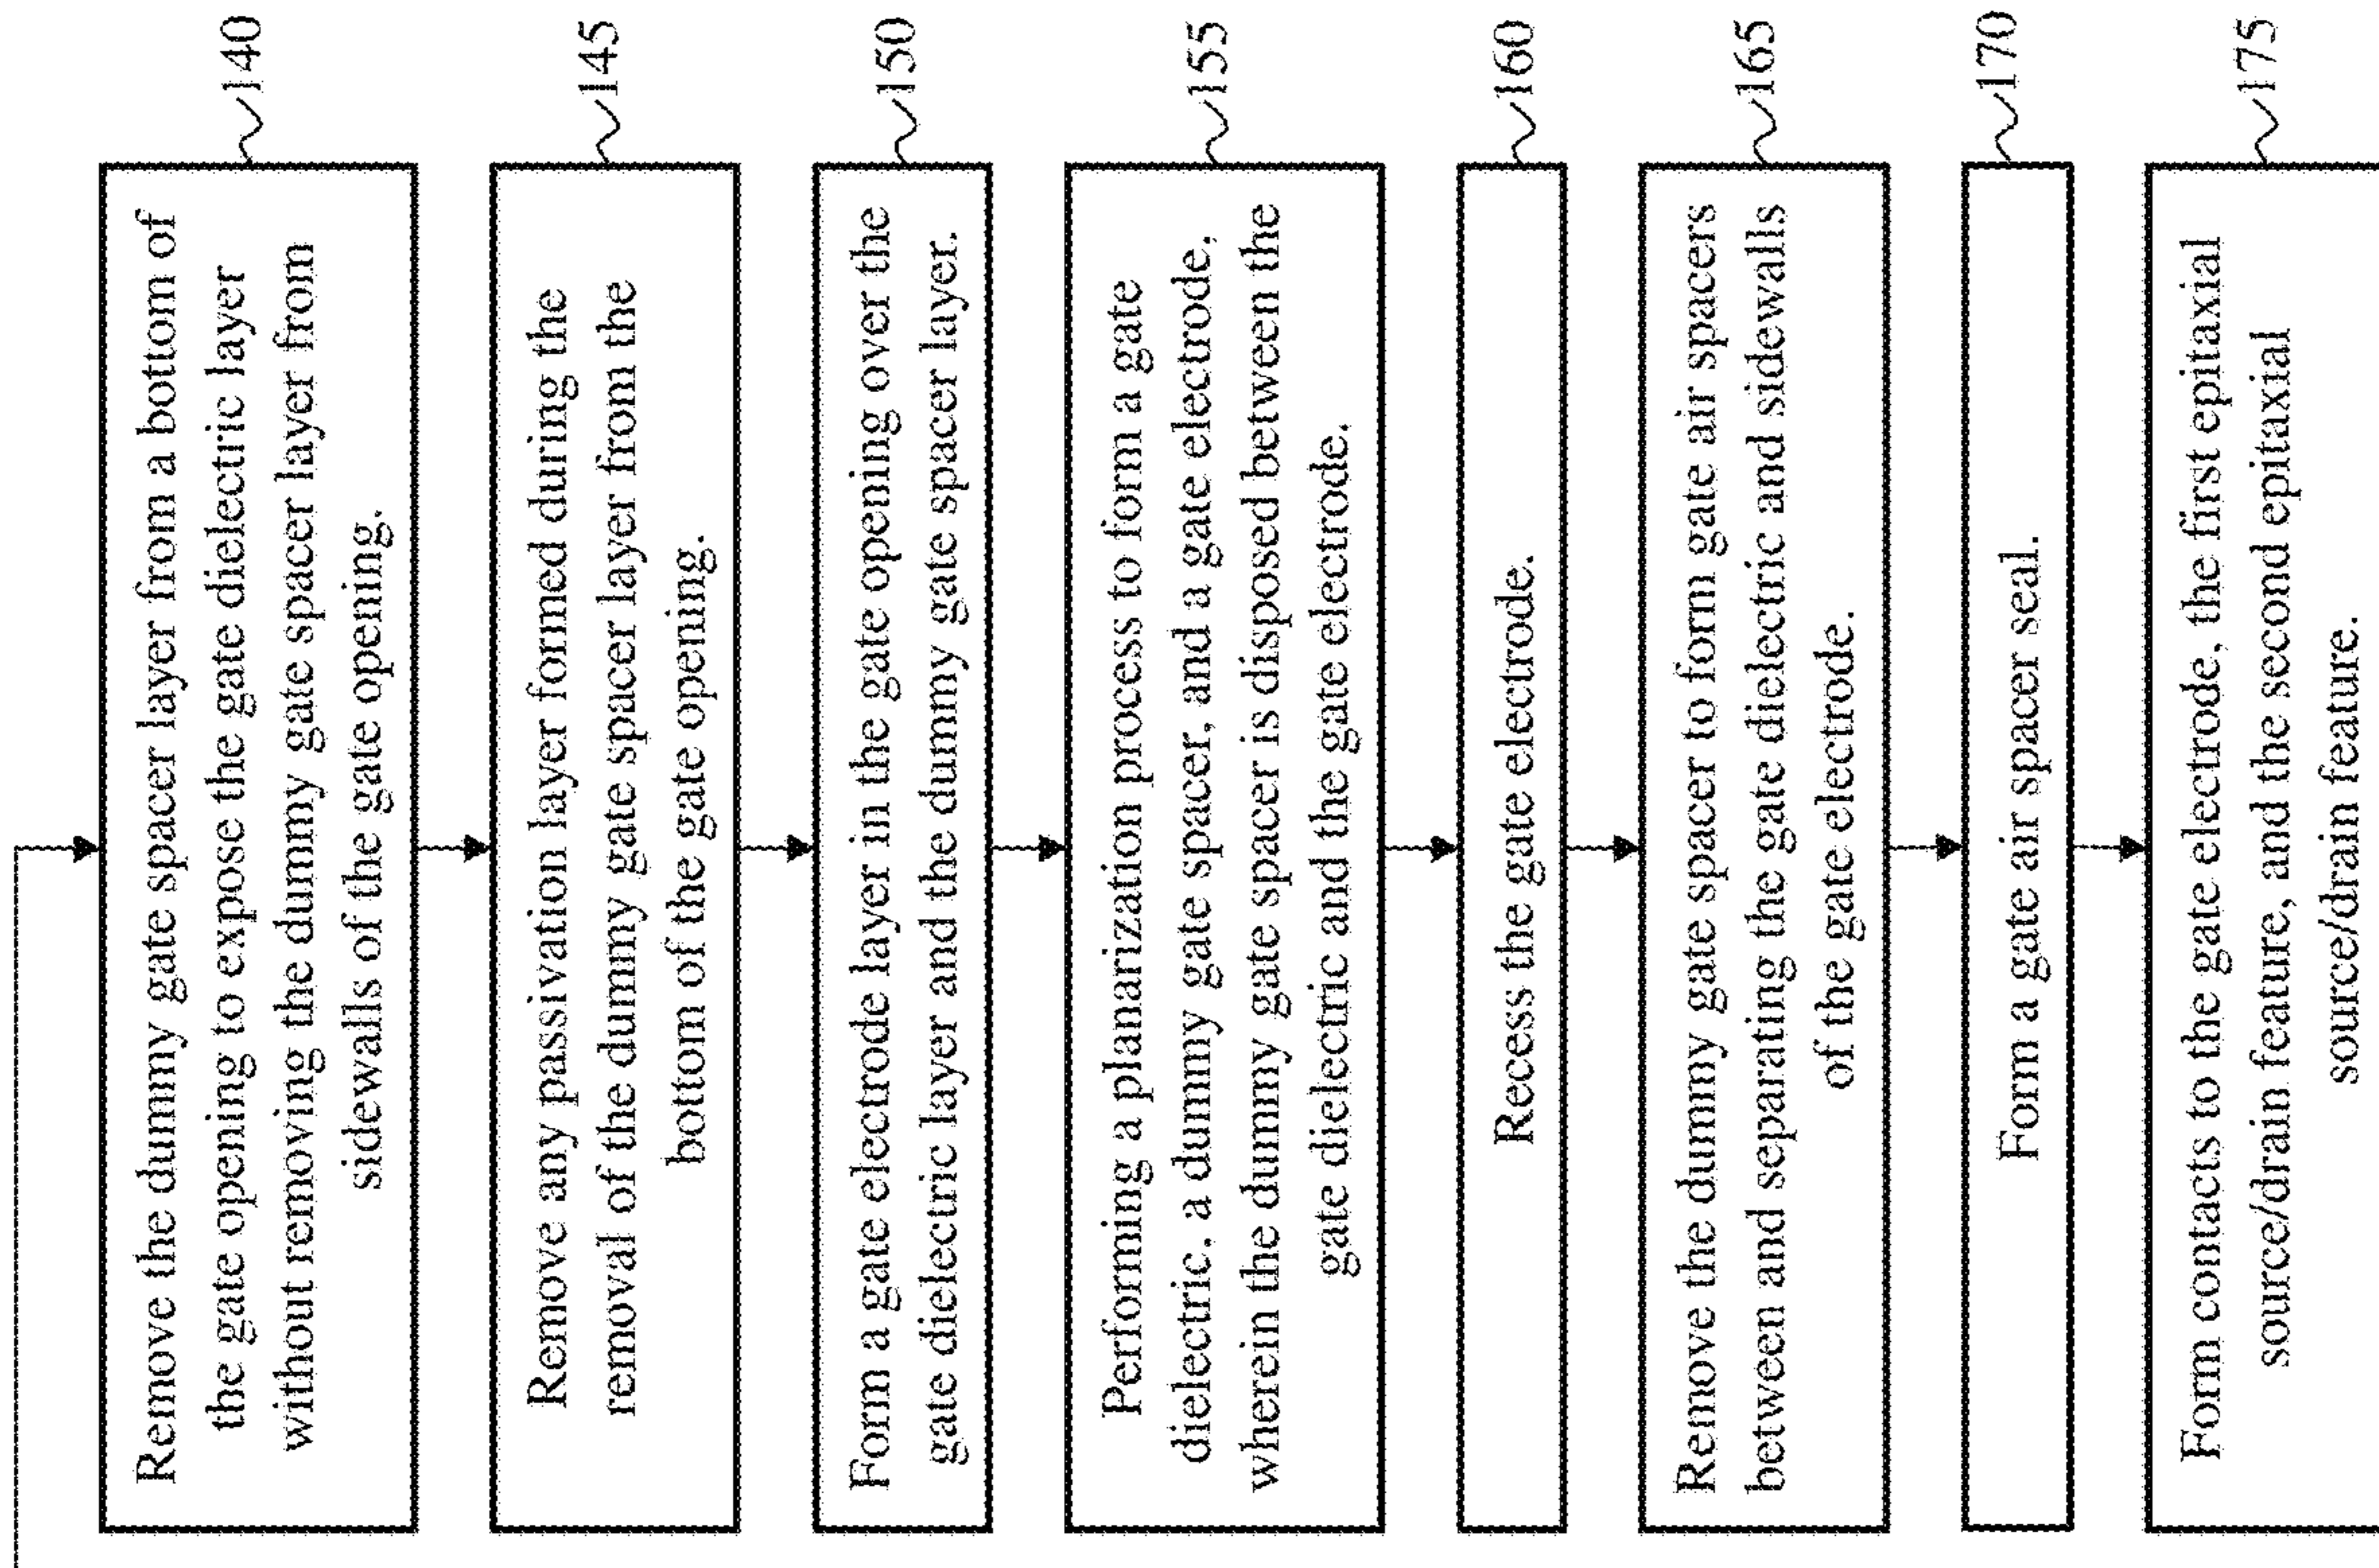 Remove the dummy gate spacer layer from a bottom of
the gate opening to expose the gate dielectric layer
without removing the dummy gate spacer layer from
sidewalls of the gate opening.
140
Remove any passivation layer formed during the
removal of the dummy gate spacer layer from the
bottom of the gate opening.
145
Form a gate electrode layer in the gate opening over the
gate dielectric layer and the dummy gate spacer layer.
150
Performing a planarization process to form a gate
dielectric, a dummy gate spacer, and a gate electrode,
wherein the dummy gate spacer is disposed between the
gate dielectric and the gate electrode.
155
Recess the gate electrode.
160
Remove the dummy gate spacer to form gate air spacers
between and separating the gate dielectric and sidewalls
of the gate electrode.
165
Form a gate air spacer seal.
170
Form contacts to the gate electrode, the first epitaxial
source/drain feature, and the second epitaxial
source/drain feature.
175